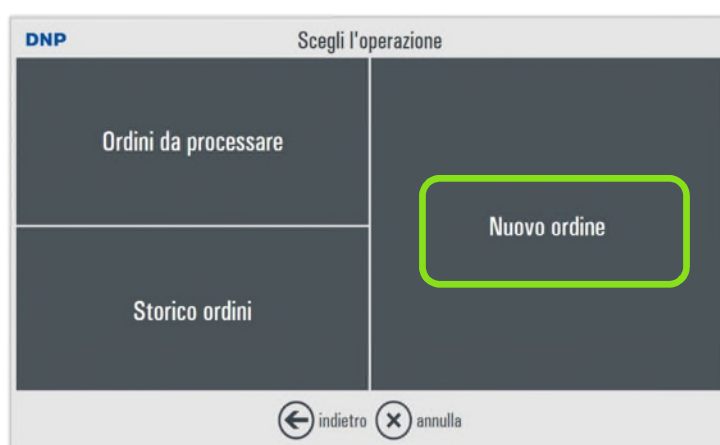 DNP
Scegli l'operazione
Ordini da processare
Nuovo ordine
Storico ordini
indietro
annulla